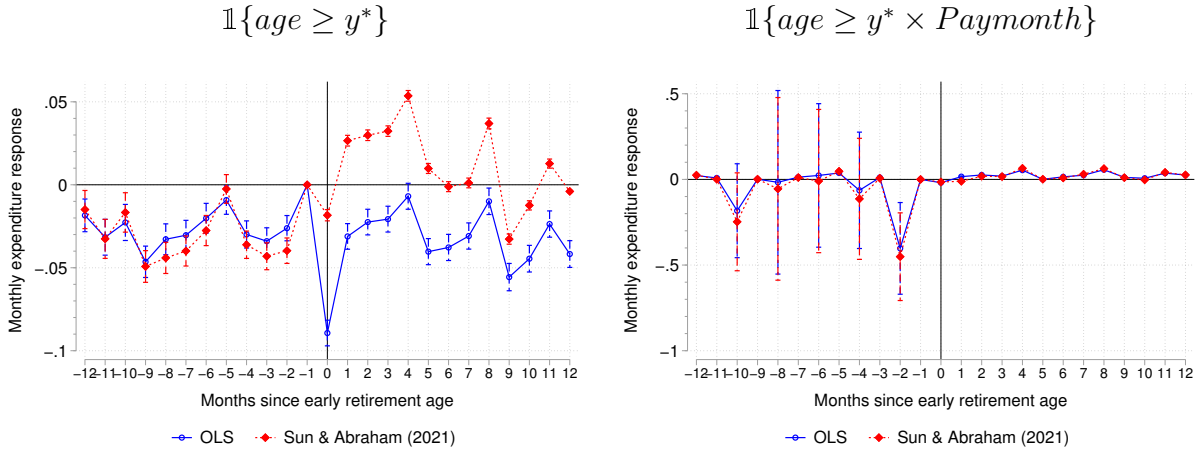 𝟙{age ≥ y*}
.05
0
−.05
−.1
Monthly expenditure response
−12 −11 −10 −9 −8 −7 −6 −5 −4 −3 −2 −1 0 1 2 3 4 5 6 7 8 9 10 11 12
Months since early retirement age
OLS Sun & Abraham (2021)
𝟙{age ≥ y* × Paymonth}
.5
0
−.5
−1
Monthly expenditure response
−12 −11 −10 −9 −8 −7 −6 −5 −4 −3 −2 −1 0 1 2 3 4 5 6 7 8 9 10 11 12
Months since early retirement age
OLS Sun & Abraham (2021)